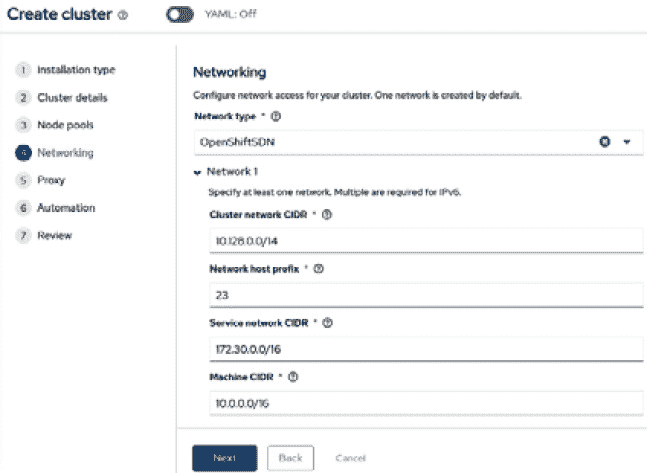 Create cluster
YAML: Off
1 Installation type
2 Cluster details
3 Node pools
4 Networking
5 Proxy
6 Automation
7 Review
Networking
Configure network access for your cluster. One network is created by default.
Network type *
OpenShiftSDN
Network 1
Specify at least one network. Multiple are required for IPv6.
Cluster network CIDR *
10.128.0.0/14
Network host prefix *
23
Service network CIDR *
172.30.0.0/16
Machine CIDR *
10.0.0.0/16
Next Back Cancel